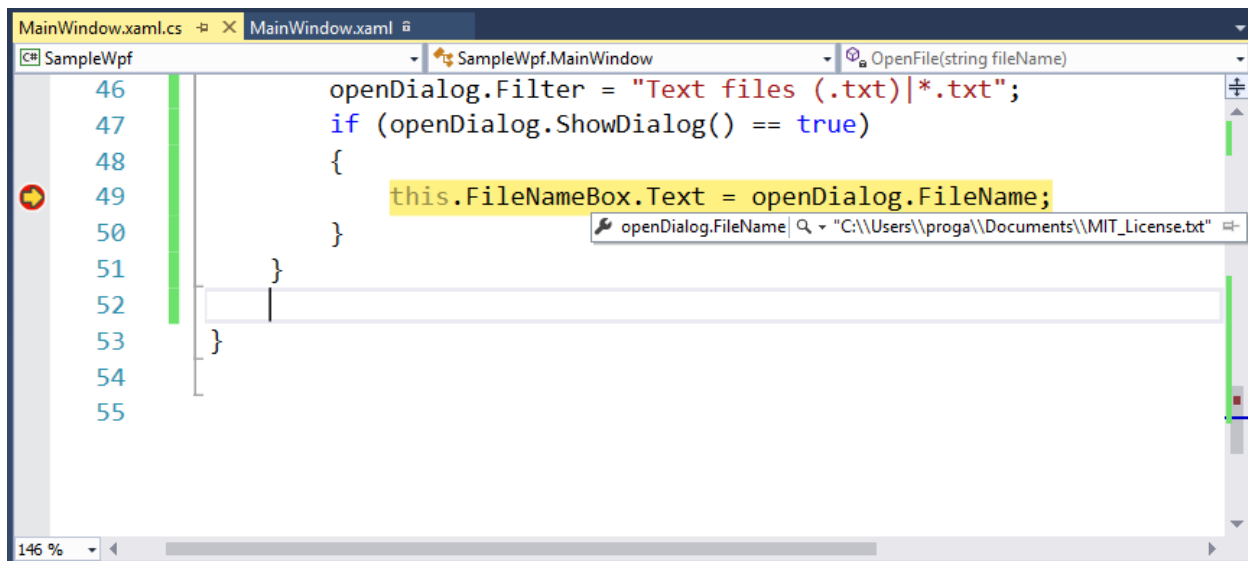 MainWindow.xaml.cs MainWindow.xaml
C# SampleWpf SampleWpf.MainWindow OpenFile(string fileName)
46 openDialog.Filter = "Text files (.txt)|*.txt";
47 if (openDialog.ShowDialog() == true)
48 {
49 this.FileNameBox.Text = openDialog.FileName;
openDialog.FileName "C:\\Users\\proga\\Documents\\MIT_License.txt"
50 }
51 }
52
53 }
54
55
146 %